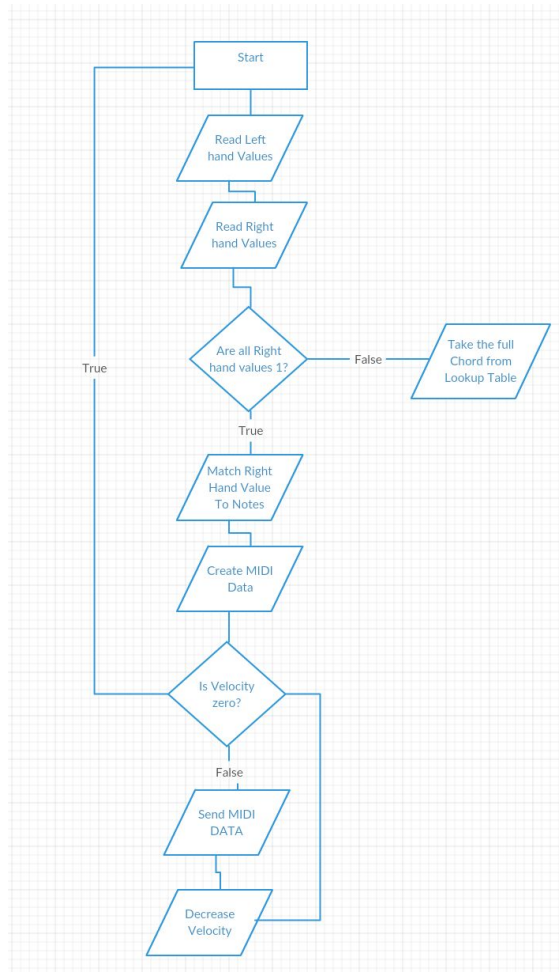 Start
Read Left
hand Values
Read Right
hand Values
Are all Right
hand values 1?
False
Take the full
Chord from
Lookup Table
True
True
Match Right
Hand Value
To Notes
Create MIDI
Data
Is Velocity
zero?
False
Send MIDI
DATA
Decrease
Velocity